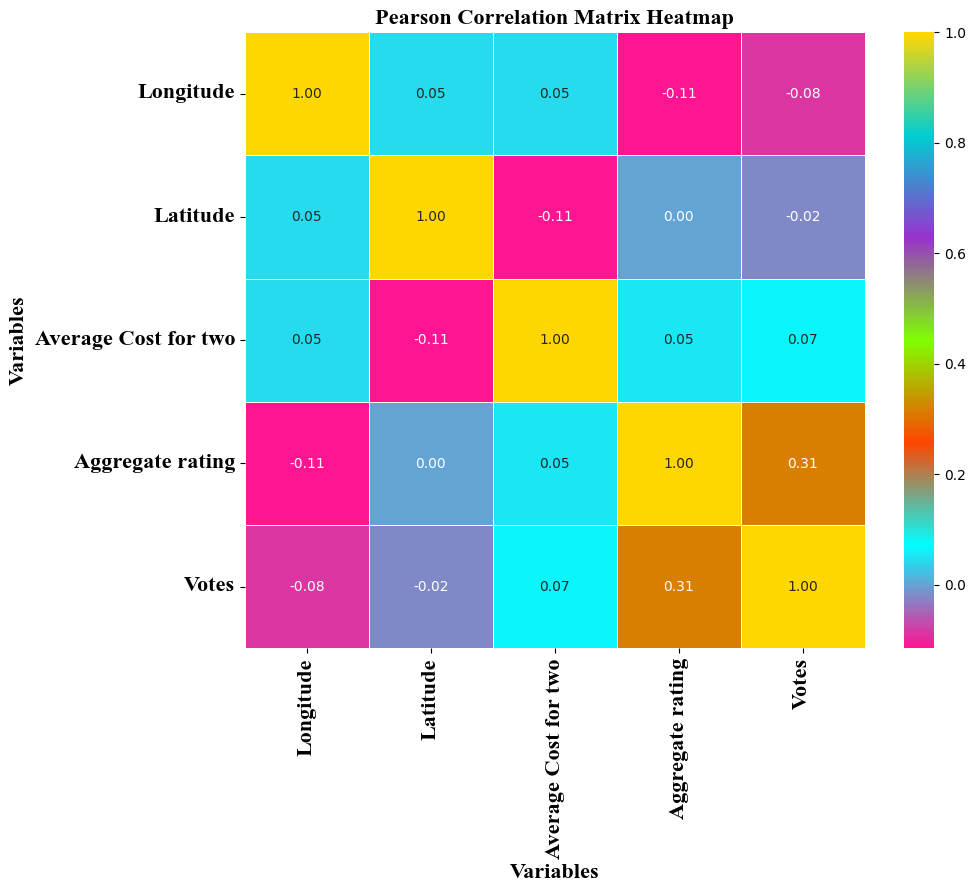 Pearson Correlation Matrix Heatmap
Variables
Longitude 1.00 0.05 0.05 -0.11 -0.08
Latitude 0.05 1.00 -0.11 0.00 -0.02
Average Cost for two 0.05 -0.11 1.00 0.05 0.07
Aggregate rating -0.11 0.00 0.05 1.00 0.31
Votes -0.08 -0.02 0.07 0.31 1.00
Longitude
Latitude
Average Cost for two
Aggregate rating
Votes
Variables
1.0
0.8
0.6
0.4
0.2
0.0